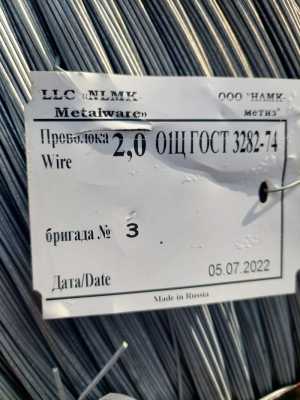 LLC «NLMK ООО "НЛМК-
Metalware» метиз"
Проволока 2,0 О1Ц ГОСТ 3282-74
Wire
бригада № 3
05.07.2022
Дата/Date
Made in Russia